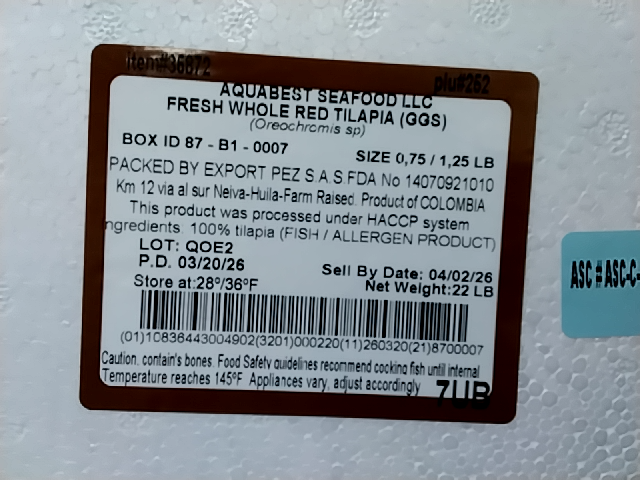 item#36872
plu#262
AQUABEST SEAFOOD LLC
FRESH WHOLE RED TILAPIA (GGS)
(Oreochromis sp)
BOX ID 87 - B1 - 0007
SIZE 0,75 / 1,25 LB
PACKED BY EXPORT PEZ S.A.S.FDA No 14070921010
Km 12 via al sur Neiva-Huila-Farm Raised. Product of COLOMBIA
This product was processed under HACCP system
ngredients: 100% tilapia (FISH / ALLERGEN PRODUCT)
LOT: QOE2
P.D. 03/20/26
Sell By Date: 04/02/26
Store at:28º/36ºF
Net Weight:22 LB
(01)10836443004902(3201)000220(11)260320(21)8700007
Caution, contain's bones. Food Safety guidelines recommend cooking fish until internal
Temperature reaches 145ºF. Appliances vary, adjust accordingly
7UB
ASC # ASC-C-